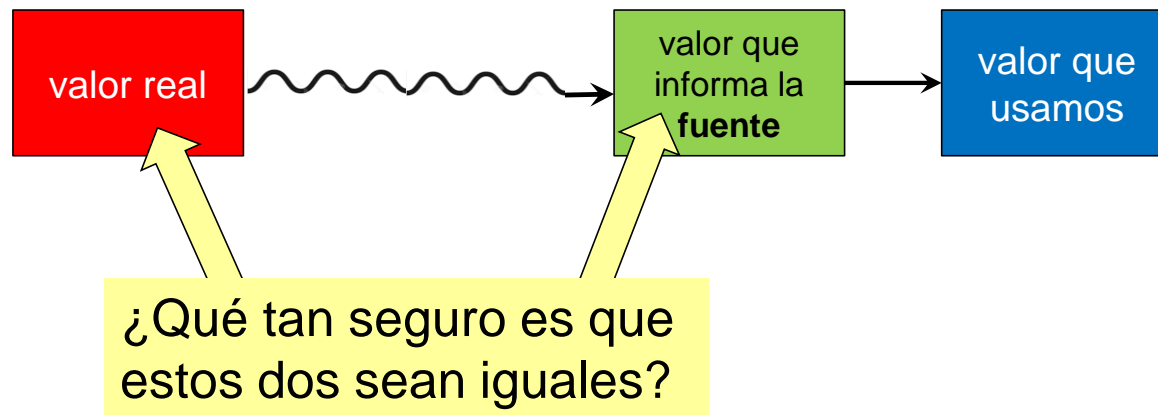 valor real
valor que
informa la
fuente
valor que
usamos
¿Qué tan seguro es que
estos dos sean iguales?